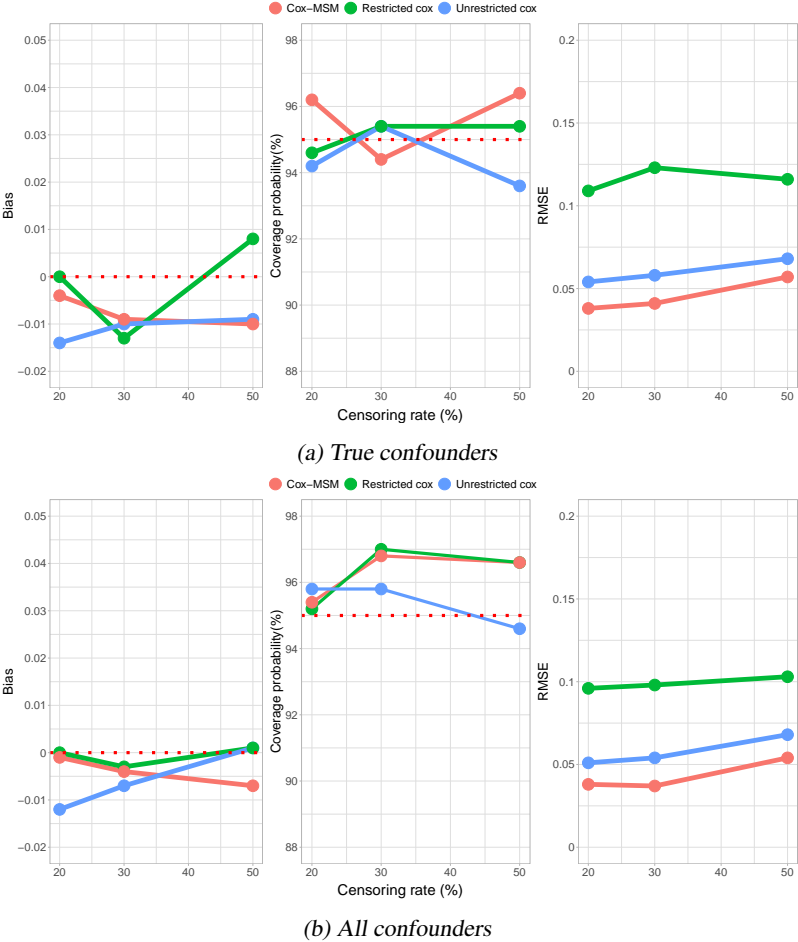 Cox−MSM Restricted cox Unrestricted cox
0.05
0.04
0.03
0.02
0.01
0
−0.01
−0.02
Bias
20 30 40 50
98
96
94
92
90
88
Coverage probability(%)
20 30 40 50
Censoring rate (%)
0.2
0.15
0.1
0.05
0
RMSE
20 30 40 50
(a) True confounders
Cox−MSM Restricted cox Unrestricted cox
0.05
0.04
0.03
0.02
0.01
0
−0.01
−0.02
Bias
20 30 40 50
98
96
94
92
90
88
Coverage probability(%)
20 30 40 50
Censoring rate (%)
0.2
0.15
0.1
0.05
0
RMSE
20 30 40 50
(b) All confounders